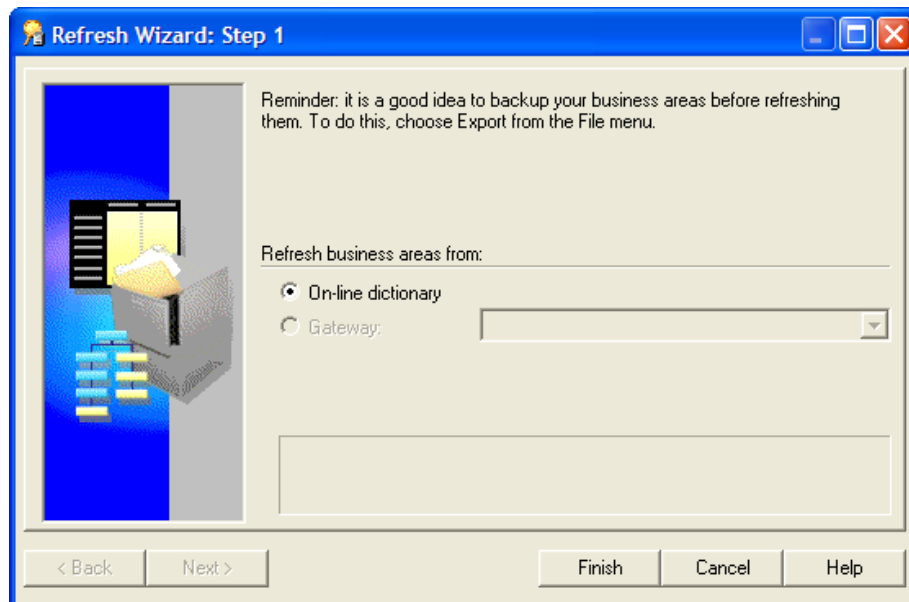 Refresh Wizard: Step 1
Reminder: it is a good idea to backup your business areas before refreshing
them. To do this, choose Export from the File menu.
Refresh business areas from:
On-line dictionary
Gateway:
< Back
Next >
Finish
Cancel
Help